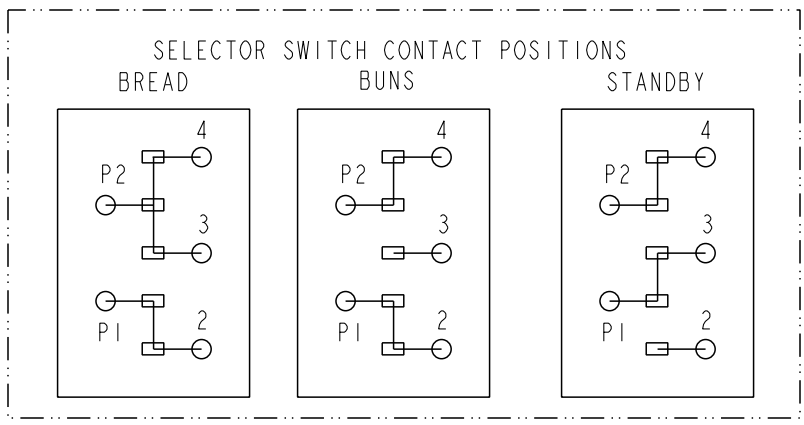 SELECTOR SWITCH CONTACT POSITIONS
BREAD BUNS STANDBY
4 4 4
P2 P2 P2
3 3 3
P1 2 P1 2 P1 2